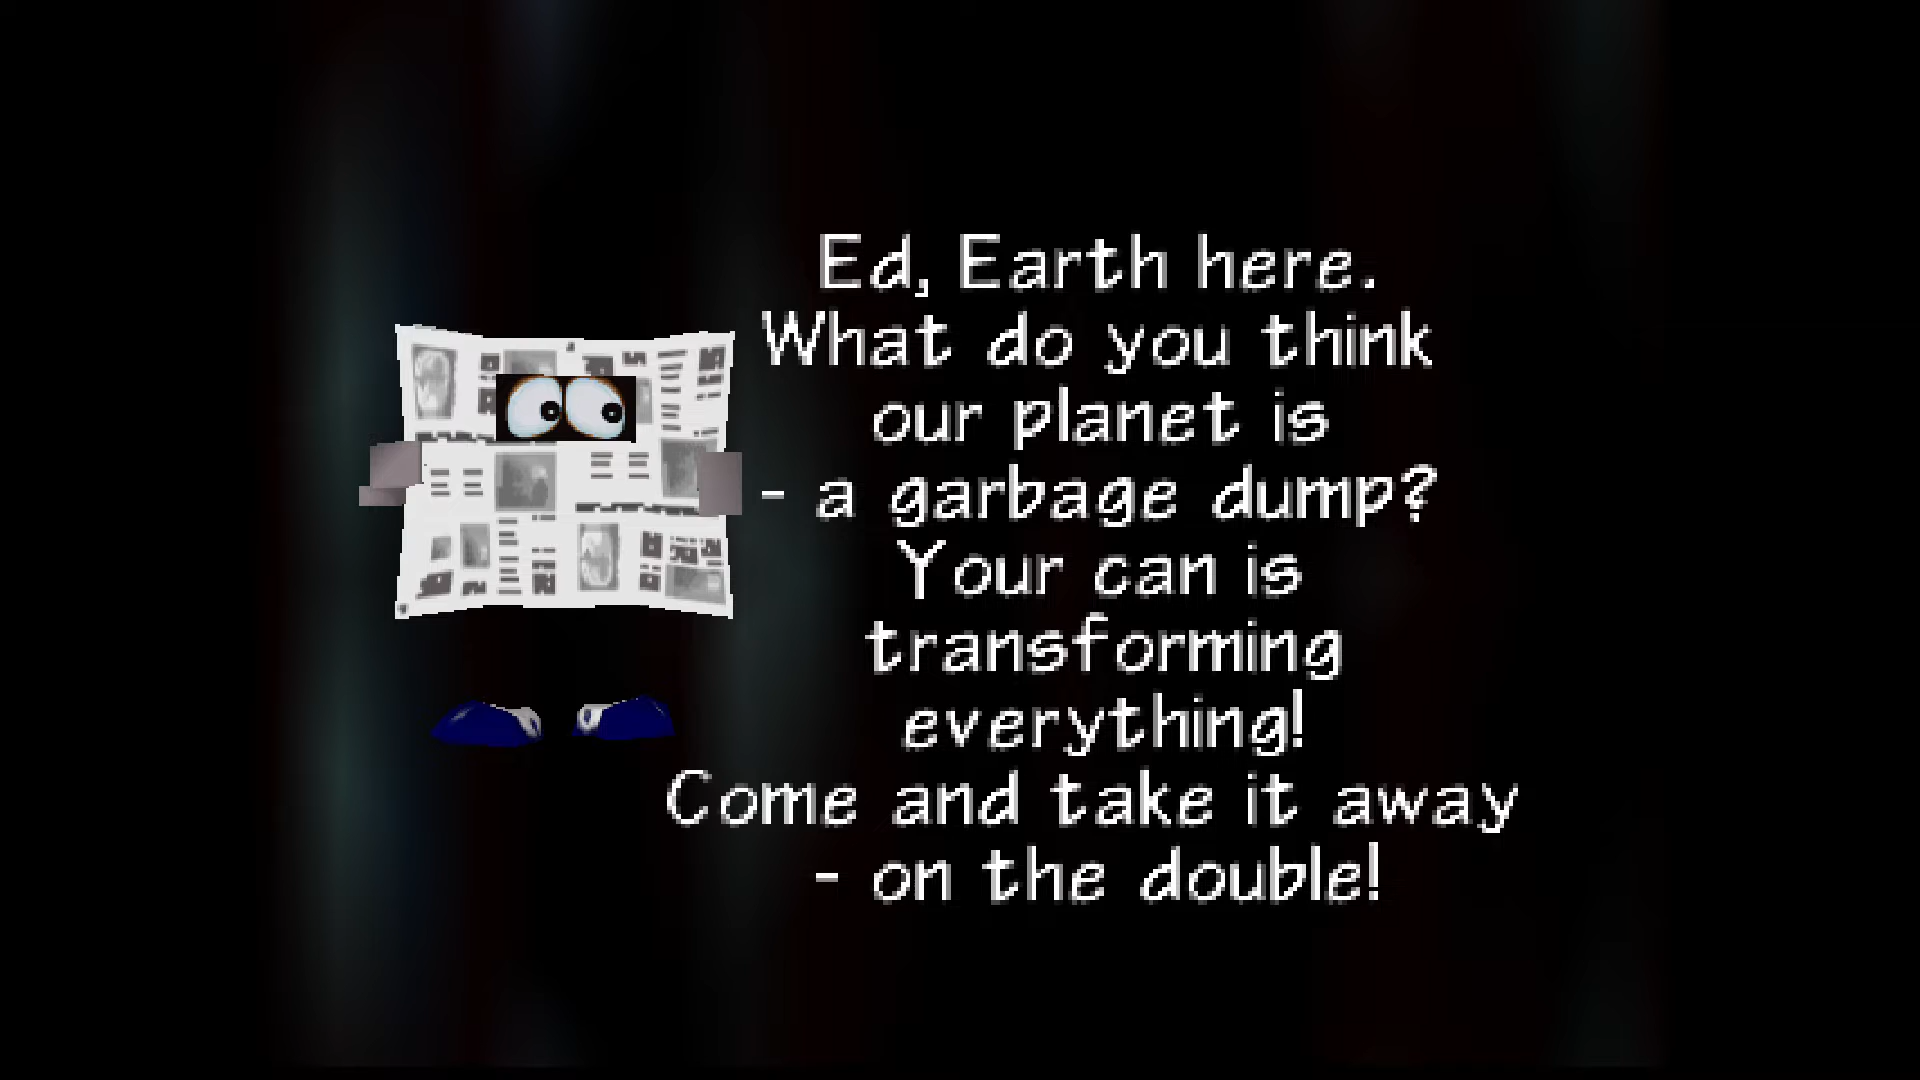 Ed, Earth here.
What do you think
our planet is
- a garbage dump?
Your can is
transforming
everything!
Come and take it away
- on the double!